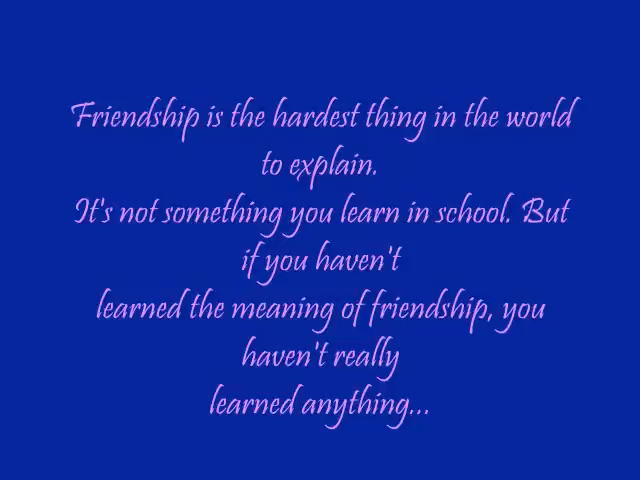 Friendship is the hardest thing in the world
to explain.
It's not something you learn in school. But
if you haven't
learned the meaning of friendship, you
haven't really
learned anything...